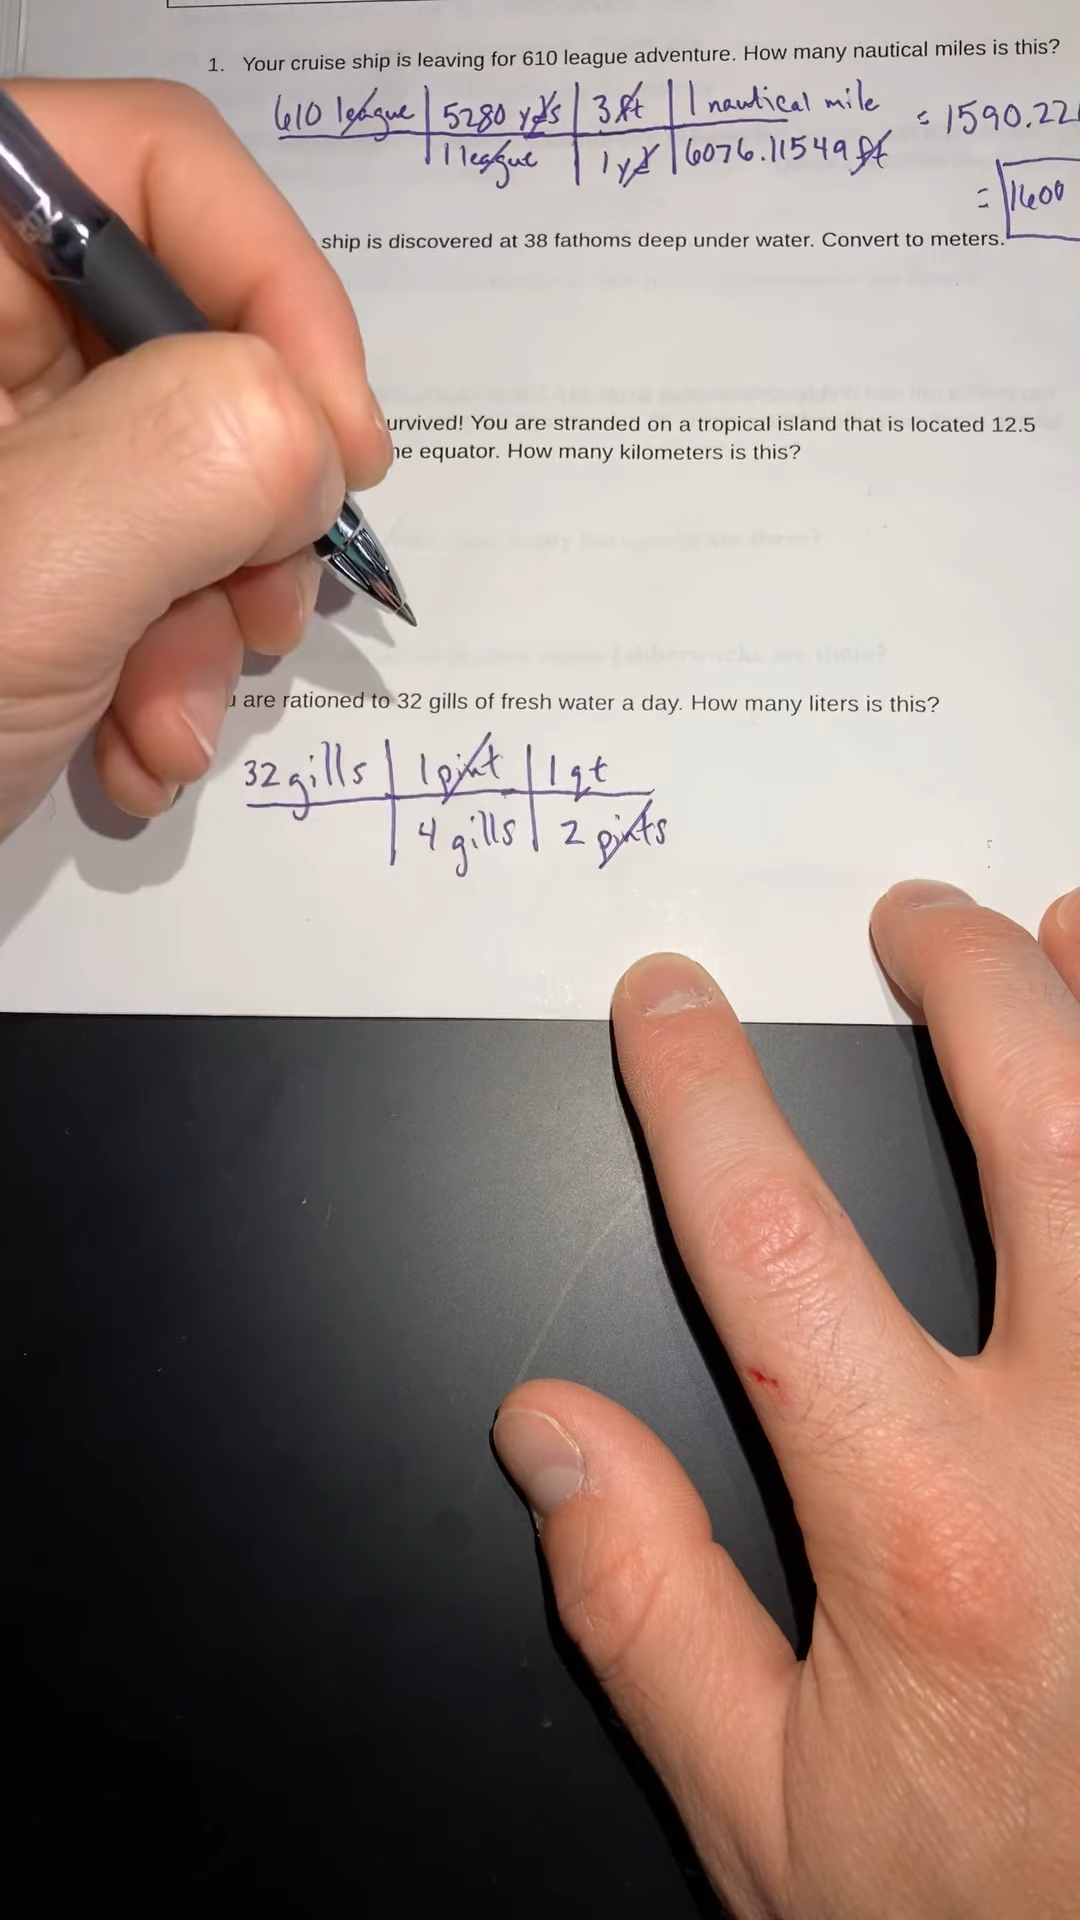 1. Your cruise ship is leaving for 610 league adventure. How many nautical miles is this?
610 league | 5280 yds | 3 ft | 1 nautical mile = 1590.22
1 league | 1 yd | 6076.11549 ft
= 1600
ship is discovered at 38 fathoms deep under water. Convert to meters.
urvived! You are stranded on a tropical island that is located 12.5
he equator. How many kilometers is this?
u are rationed to 32 gills of fresh water a day. How many liters is this?
32 gills | 1 pint | 1 qt
4 gills | 2 pints